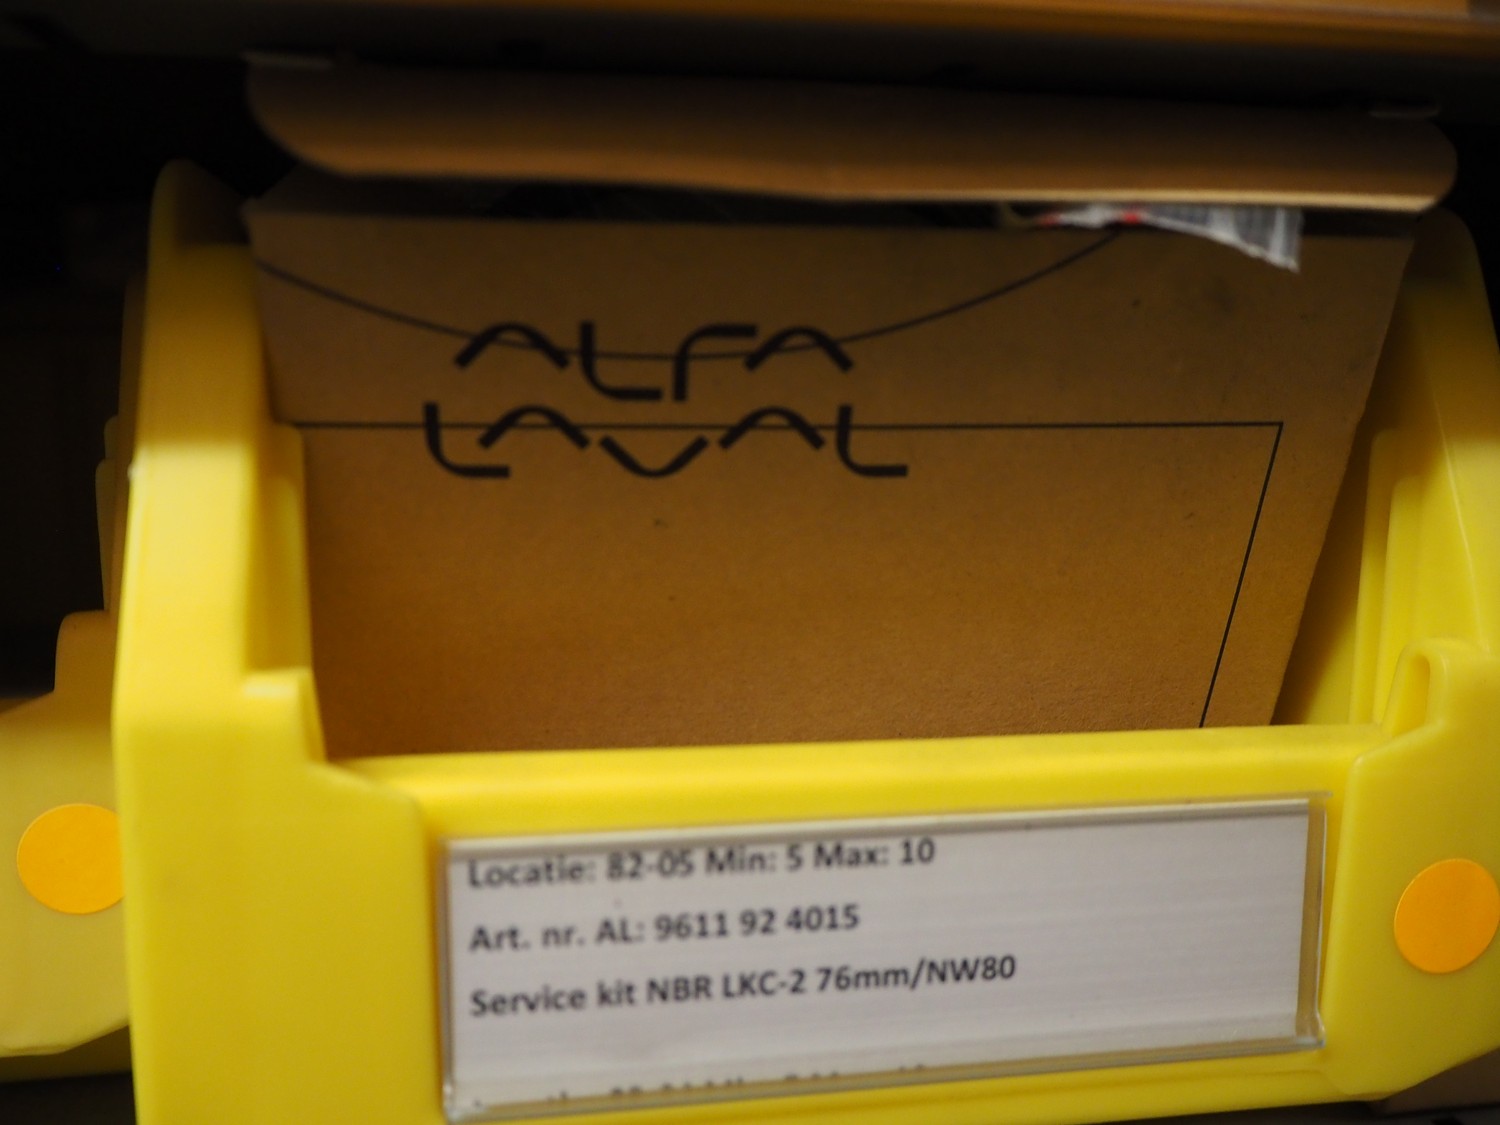 ALFA
LAVAL
Locatie: 82-05 Min: 5 Max: 10
Art. nr. AL: 9611 92 4015
Service kit NBR LKC-2 76mm/NW80